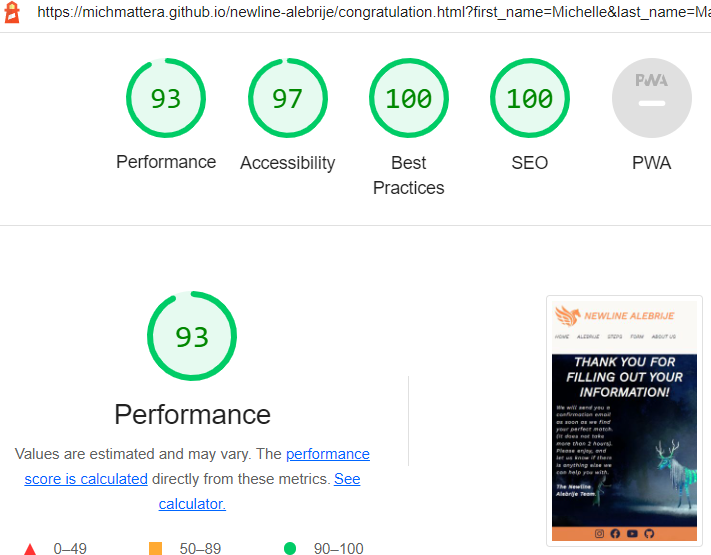 https://michmattera.github.io/newline-alebrije/congratulation.html?first_name=Michelle&last_name=Ma
93
97
100
100
PWA
Performance
Accessibility
Best
Practices
SEO
PWA
93
Performance
Values are estimated and may vary. The performance
score is calculated directly from these metrics. See
calculator.
0–49
50–89
90–100
NEWLINE ALEBRIJE
HOME ALEBRIJE STEPS FORM ABOUT US
THANK YOU FOR
FILLING OUT YOUR
INFORMATION!
We will send you a
confirmation email
as soon as we find
your perfect match.
(It does not take
more than 2 hours).
Please enjoy, and
let us know if there
is anything else we
can help you with.
The Newline
Alebrije Team.